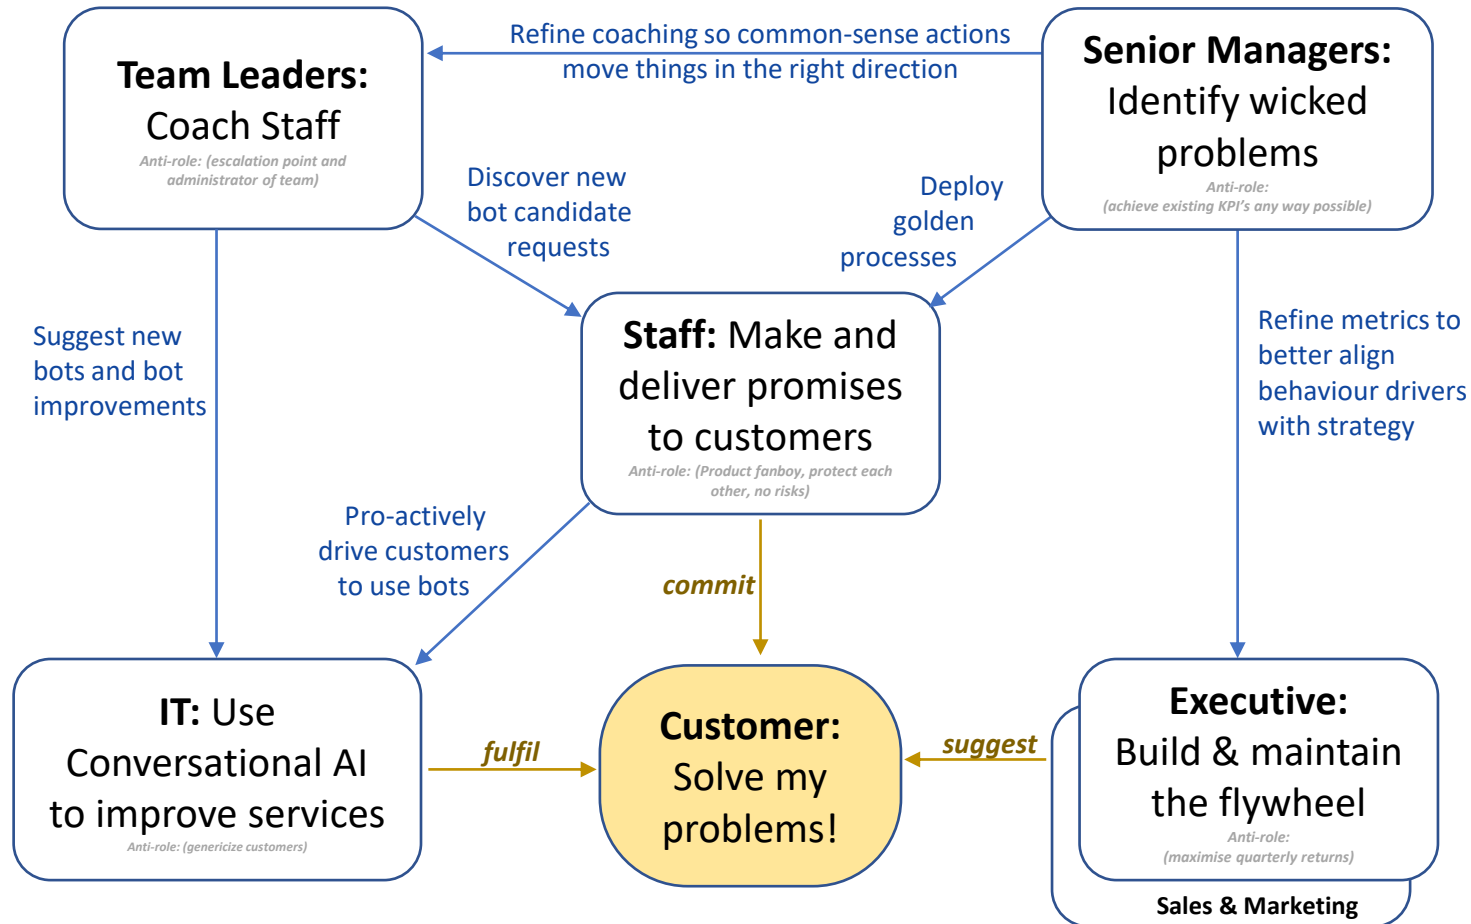 Team Leaders:
Coach Staff
Anti-role: (escalation point and
administrator of team)
Refine coaching so common-sense actions
move things in the right direction
Senior Managers:
Identify wicked
problems
Anti-role:
(achieve existing KPI's any way possible)
Discover new
bot candidate
requests
Deploy
golden
processes
Suggest new
bots and bot
improvements
Staff: Make and
deliver promises
to customers
Anti-role: (Product fanboy, protect each
other, no risks)
Refine metrics to
better align
behaviour drivers
with strategy
Pro-actively
drive customers
to use bots
commit
IT: Use
Conversational AI
to improve services
Anti-role: (genericize customers)
fulfil
Customer:
Solve my
problems!
suggest
Executive:
Build & maintain
the flywheel
Anti-role:
(maximise quarterly returns)
Sales & Marketing